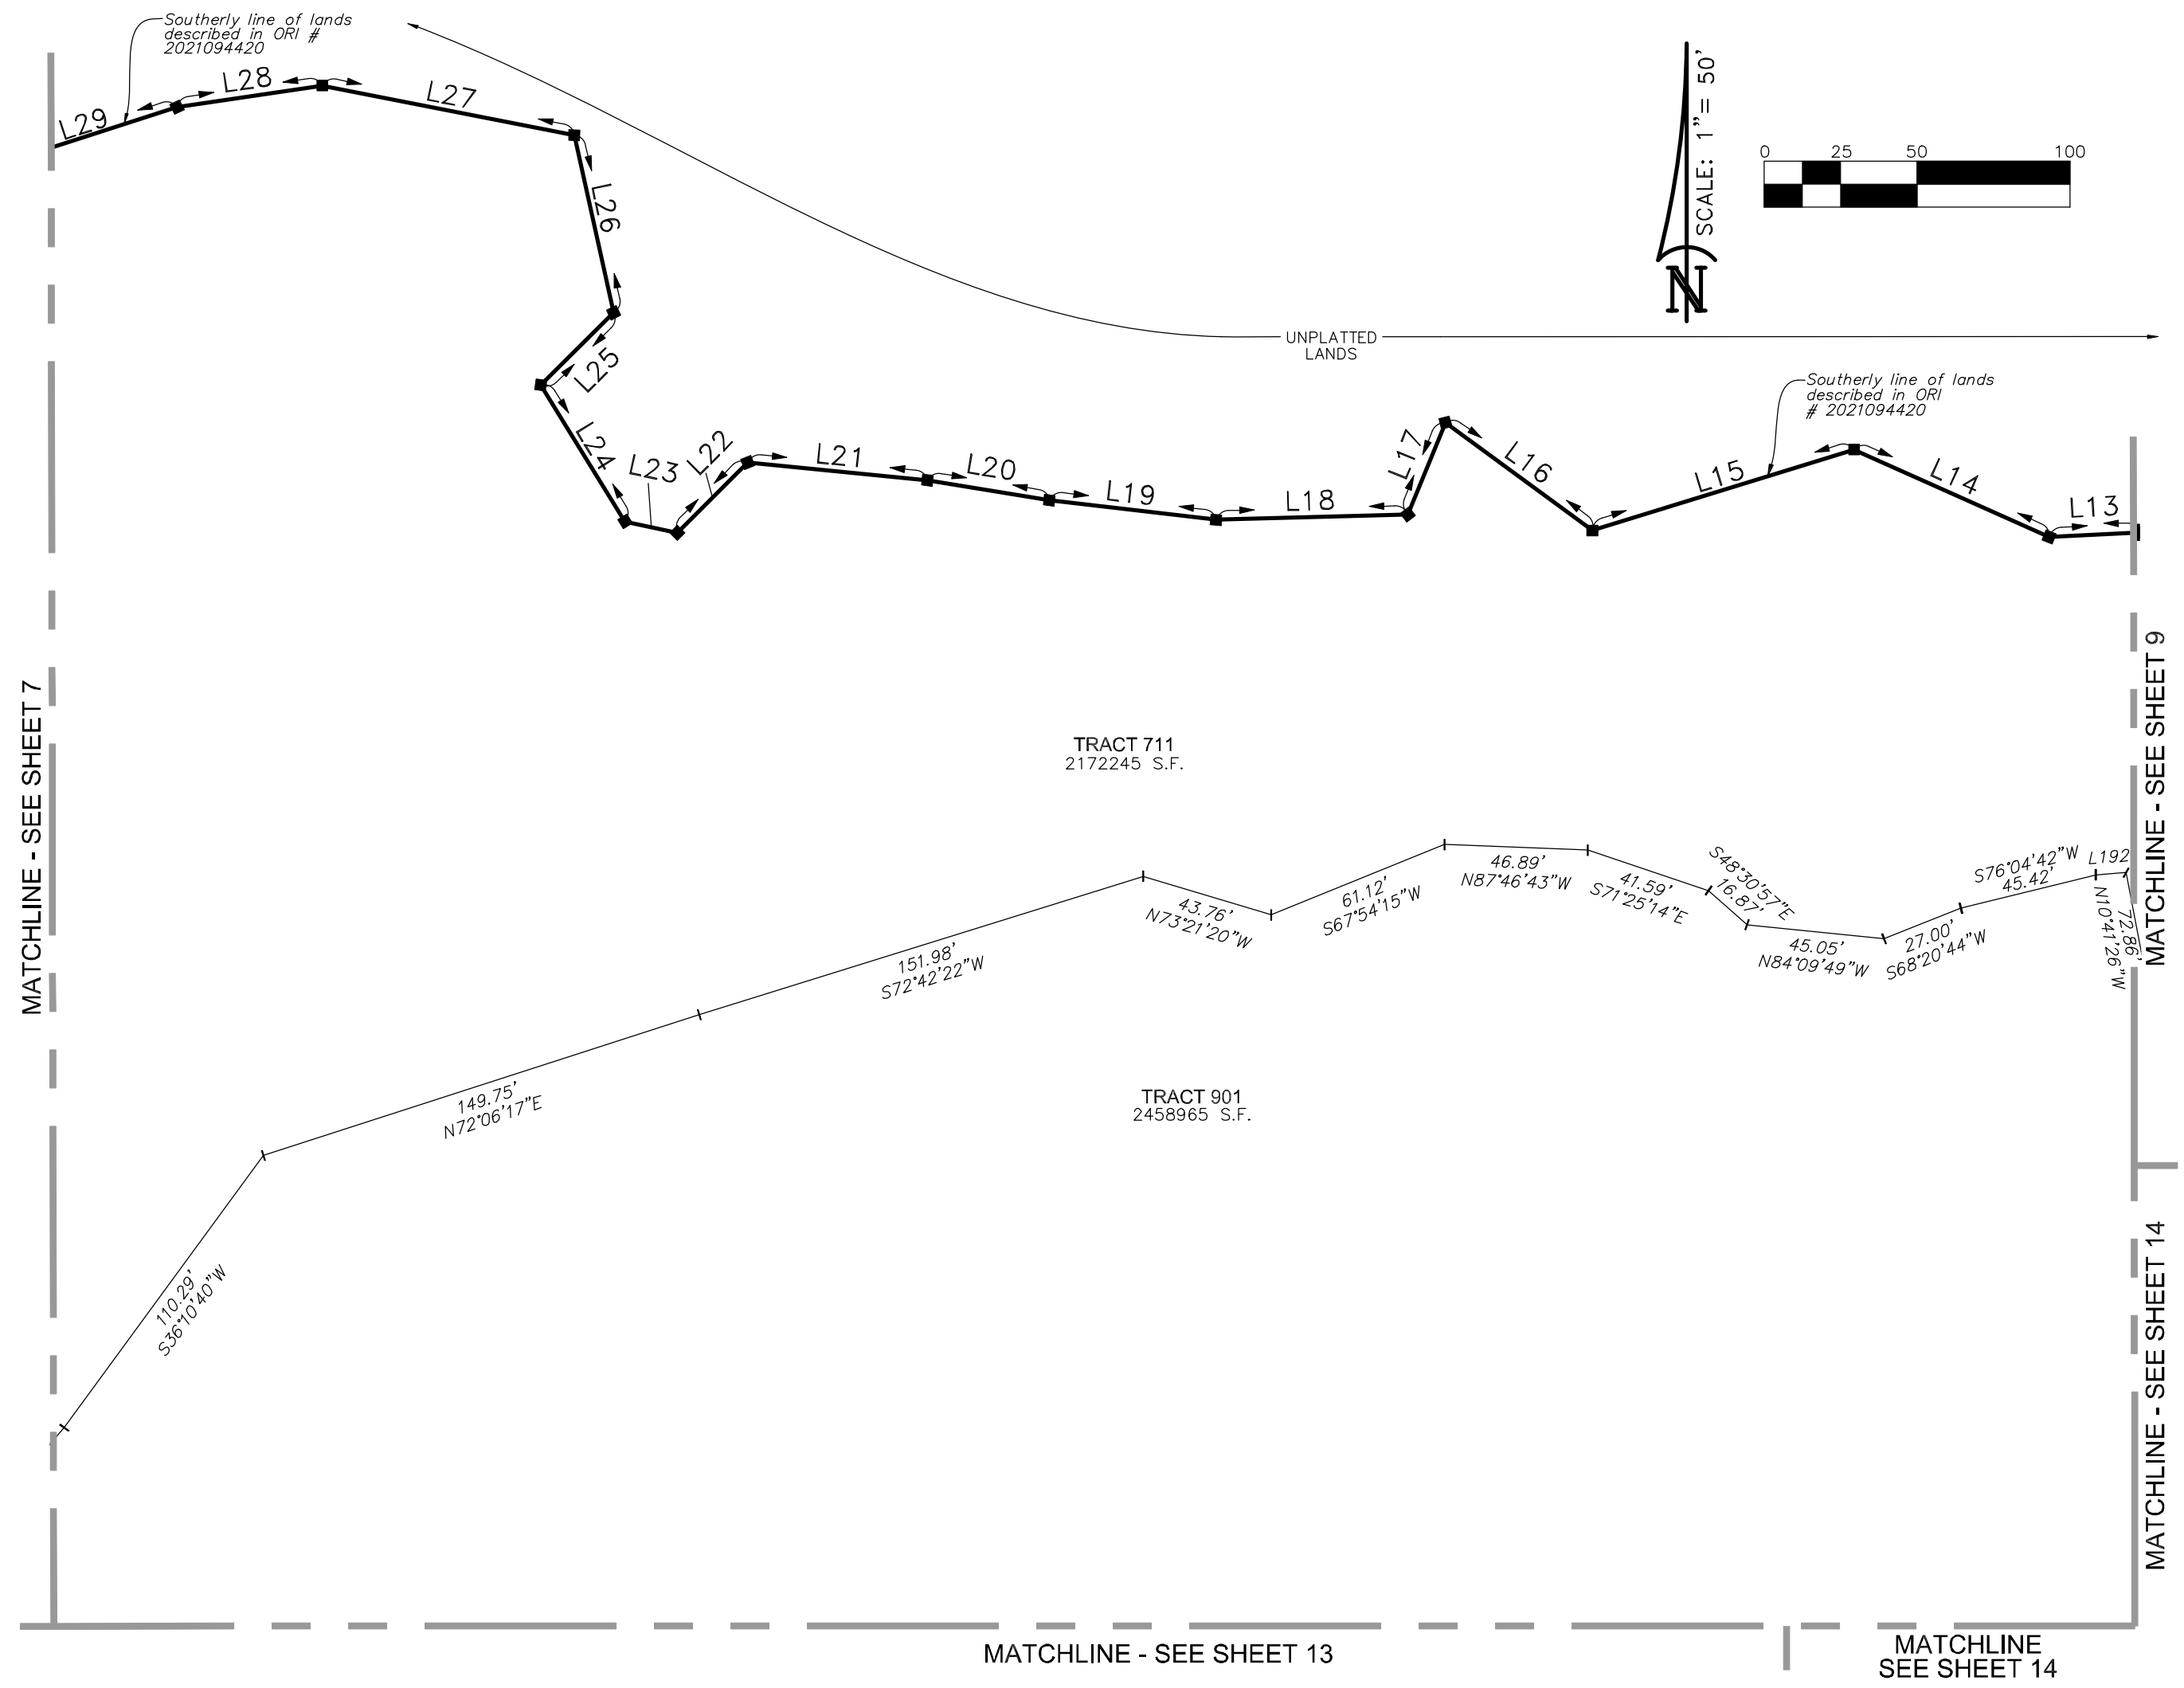 Southerly line of lands
described in ORI #
2021094420
L29
L28
L27
L26
L25
L24
L23
L22
L21
L20
L19
L18
L17
L16
L15
L14
L13
SCALE: 1"= 50'
N
0 25 50 100
UNPLATTED
LANDS
Southerly line of lands
described in ORI
# 2021094420
MATCHLINE - SEE SHEET 7
MATCHLINE - SEE SHEET 9
TRACT 711
2172245 S.F.
110.29'
S36°10'40"W
149.75'
N72°06'17"E
151.98'
S72°42'22"W
43.76'
N73°21'20"W
61.12'
S67°54'15"W
46.89'
N87°46'43"W
41.59'
S71°25'14"E
S48°30'57"E
16.87'
45.05'
N84°09'49"W
27.00'
S68°20'44"W
S76°04'42"W
45.42'
L192
72.86'
N10°41'26"W
TRACT 901
2458965 S.F.
MATCHLINE - SEE SHEET 14
MATCHLINE - SEE SHEET 13
MATCHLINE
SEE SHEET 14